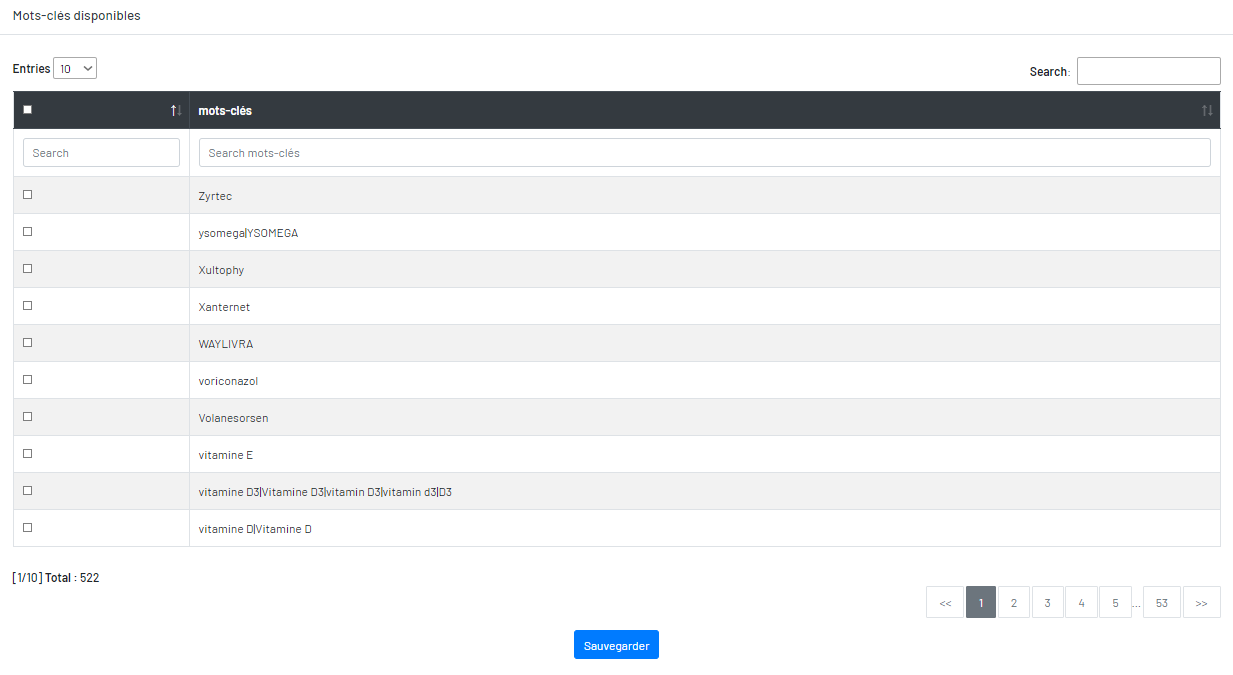 Mots-clés disponibles
Entries 10
Search:
mots-clés
Search
Search mots-clés
Zyrtec
ysomega|YSOMEGA
Xultophy
Xanternet
WAYLIVRA
voriconazol
Volanesorsen
vitamine E
vitamine D3|Vitamine D3|vitamin D3|vitamin d3|D3
vitamine D|Vitamine D
[1/10] Total : 522
<< 1 2 3 4 5 ... 53 >>
Sauvegarder